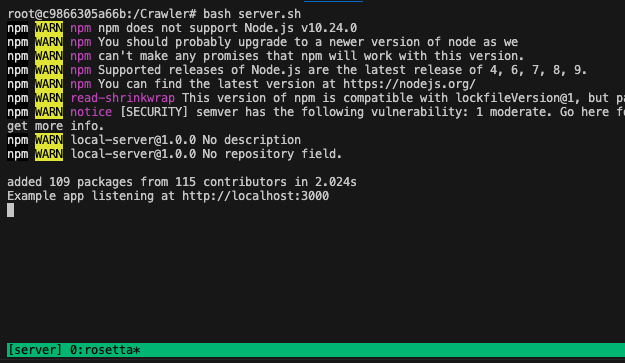 root@c9866305a66b:/Crawler# bash server.sh
npm WARN npm npm does not support Node.js v10.24.0
npm WARN npm You should probably upgrade to a newer version of node as we
npm WARN npm can't make any promises that npm will work with this version.
npm WARN npm Supported releases of Node.js are the latest release of 4, 6, 7, 8, 9.
npm WARN npm You can find the latest version at https://nodejs.org/
npm WARN read-shrinkwrap This version of npm is compatible with lockfileVersion@1, but pa
npm WARN notice [SECURITY] semver has the following vulnerability: 1 moderate. Go here fo
get more info.
npm WARN local-server@1.0.0 No description
npm WARN local-server@1.0.0 No repository field.
added 109 packages from 115 contributors in 2.024s
Example app listening at http://localhost:3000
[server] 0:rosetta*